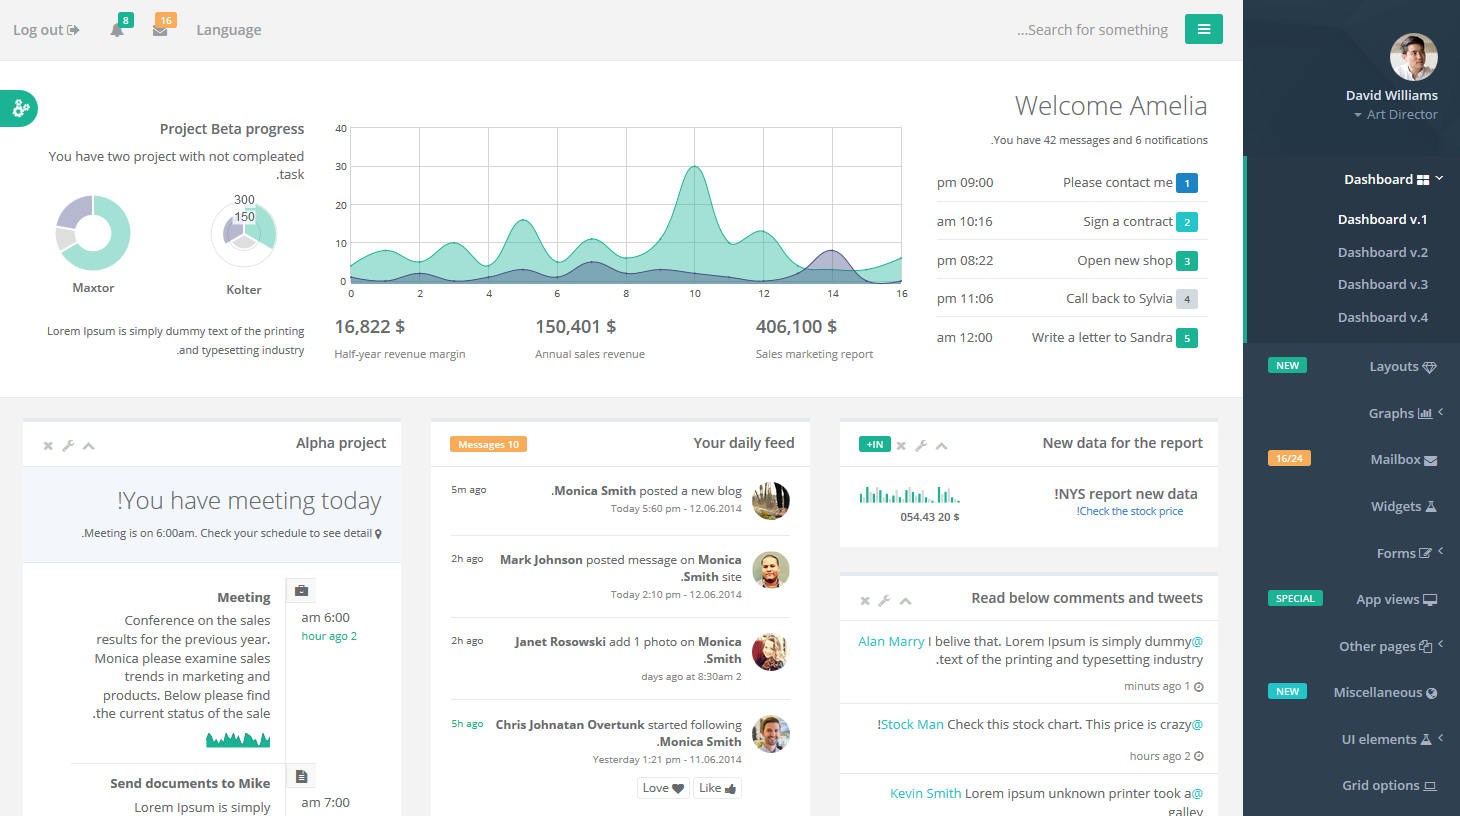 Log out
8
16
Language
...Search for something
David Williams
Art Director
Dashboard
Dashboard v.1
Dashboard v.2
Dashboard v.3
Dashboard v.4
NEW Layouts
Graphs
16/24 Mailbox
Widgets
Forms
SPECIAL App views
Other pages
NEW Miscellaneous
UI elements
Grid options
Welcome Amelia
.You have 42 messages and 6 notifications
pm 09:00 Please contact me 1
am 10:16 Sign a contract 2
pm 08:22 Open new shop 3
pm 11:06 Call back to Sylvia 4
am 12:00 Write a letter to Sandra 5
40
30
20
10
0
0 2 4 6 8 10 12 14 16
16,822 $
Half-year revenue margin
150,401 $
Annual sales revenue
406,100 $
Sales marketing report
Project Beta progress
You have two project with not compleated
.task
300
150
Maxtor
Kolter
Lorem Ipsum is simply dummy text of the printing
.and typesetting industry
Alpha project
!You have meeting today
.Meeting is on 6:00am. Check your schedule to see detail
am 6:00
hour ago 2
Meeting
Conference on the sales
results for the previous year.
Monica please examine sales
trends in marketing and
products. Below please find
.the current status of the sale
am 7:00
Send documents to Mike
Lorem Ipsum is simply
Messages 10
Your daily feed
5m ago
.Monica Smith posted a new blog
Today 5:60 pm - 12.06.2014
2h ago
Mark Johnson posted message on Monica
.Smith site
Today 2:10 pm - 12.06.2014
2h ago
Janet Rosowski add 1 photo on Monica
.Smith
days ago at 8:30am 2
5h ago
Chris Johnatan Overtunk started following
.Monica Smith
Yesterday 1:21 pm - 11.06.2014
Love
Like
+IN
New data for the report
!NYS report new data
!Check the stock price
054.43 20 $
Read below comments and tweets
Alan Marry I belive that. Lorem Ipsum is simply dummy@
.text of the printing and typesetting industry
minuts ago 1
!Stock Man Check this stock chart. This price is crazy@
hours ago 2
Kevin Smith Lorem ipsum unknown printer took a@
galley